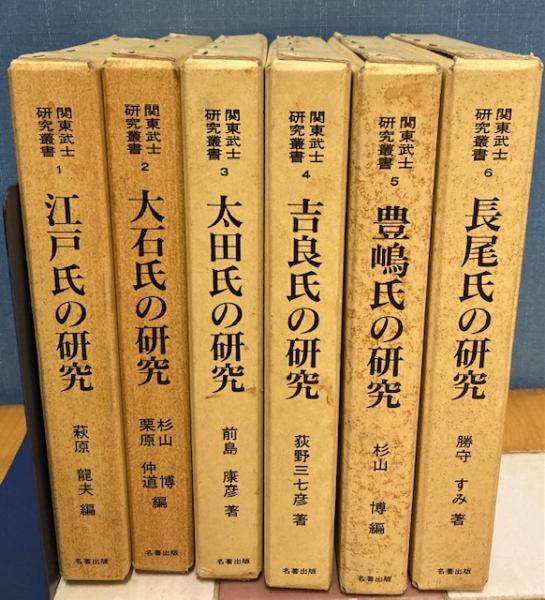 関東武士
研究叢書
1
江戸氏の研究
萩原 龍夫 編
名著出版
関東武士
研究叢書
2
大石氏の研究
杉山 博
栗原 仲道
編
名著出版
関東武士
研究叢書
3
太田氏の研究
前島 康彦 著
名著出版
関東武士
研究叢書
4
吉良氏の研究
荻野三七彦 著
名著出版
関東武士
研究叢書
5
豊嶋氏の研究
杉山 博 編
名著出版
関東武士
研究叢書
6
長尾氏の研究
勝守 すみ 著
名著出版